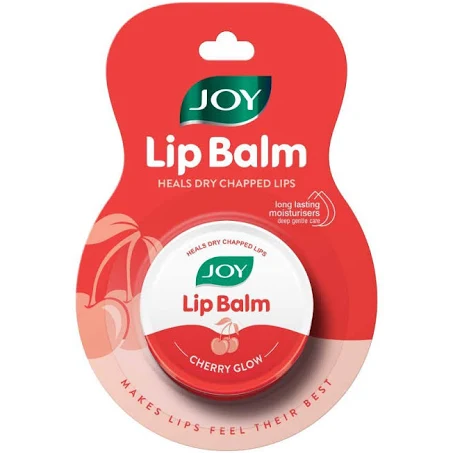 JOY
Lip Balm
HEALS DRY CHAPPED LIPS
long lasting
moisturisers
deep gentle care
HEALS DRY CHAPPED LIPS
JOY
Lip Balm
CHERRY GLOW
MAKES LIPS FEEL THEIR BEST